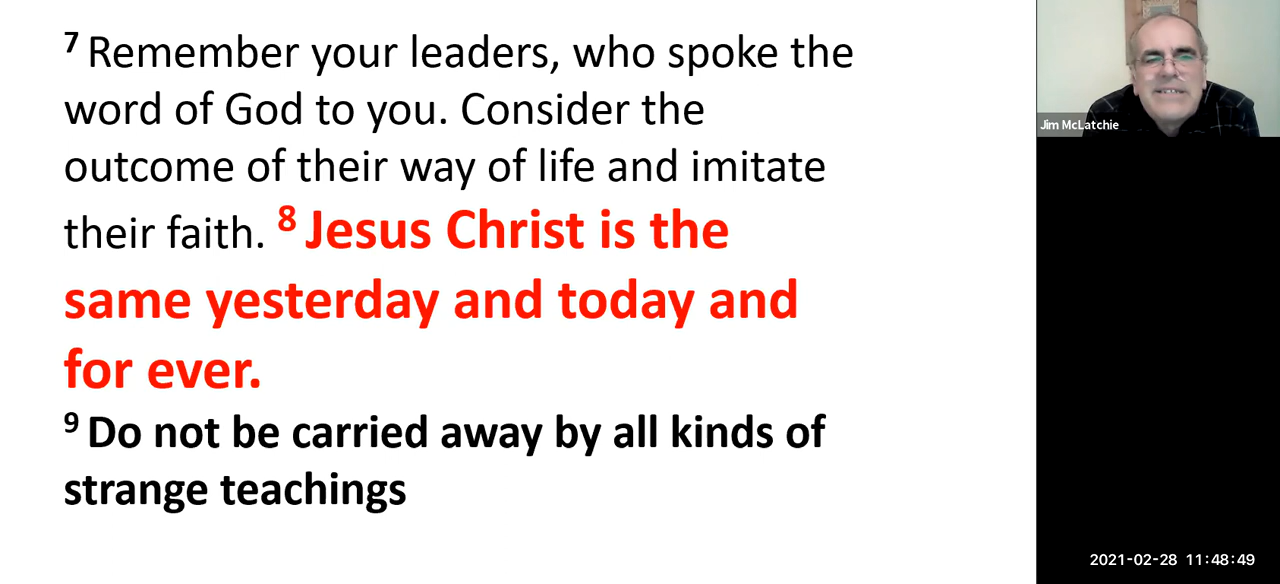 7 Remember your leaders, who spoke the
word of God to you. Consider the
outcome of their way of life and imitate
their faith. 8 Jesus Christ is the
same yesterday and today and
for ever.
9 Do not be carried away by all kinds of
strange teachings
Jim McLatchie
2021-02-28 11:48:49